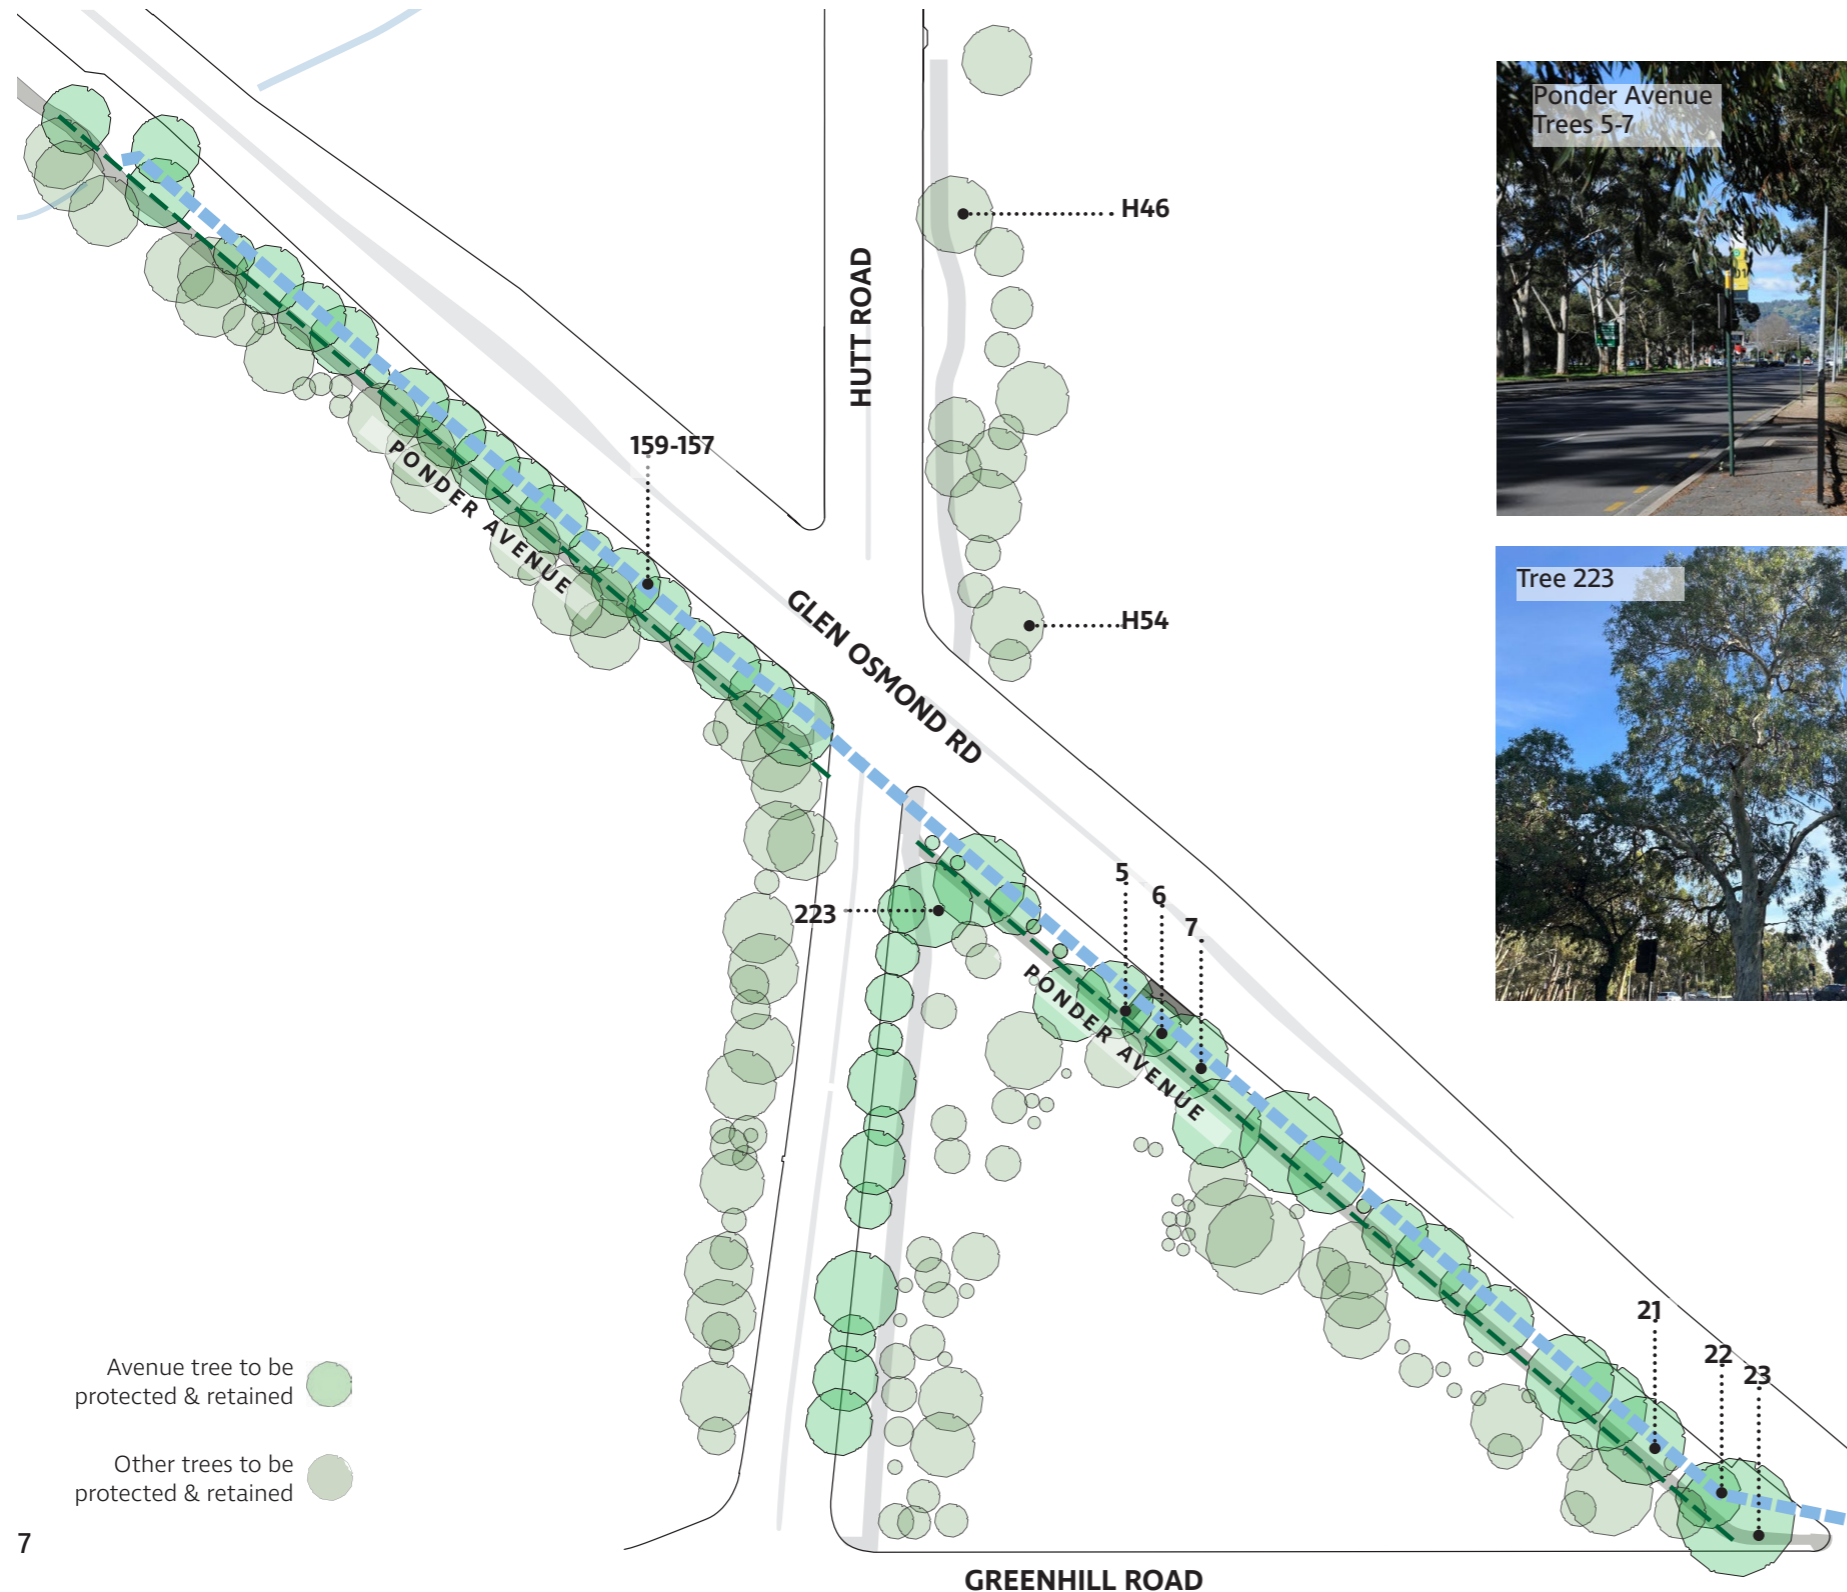 Ponder Avenue
Trees 5-7
H46
HUTT ROAD
159-157
PONDER AVENUE
Tree 223
GLEN OSMOND RD
H54
5
6
7
223
PONDER AVENUE
21
22
23
Avenue tree to be
protected & retained
Other trees to be
protected & retained
7
GREENHILL ROAD